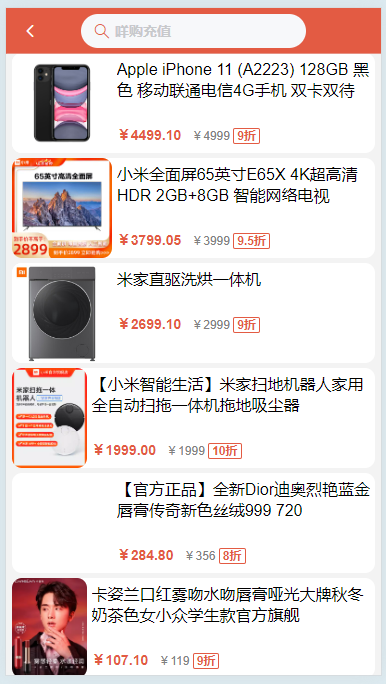 咩购充值
Apple iPhone 11 (A2223) 128GB 黑
色 移动联通电信4G手机 双卡双待
￥4499.10 ￥4999 9折
65英寸高清全面屏
2899
小米全面屏65英寸E65X 4K超高清
HDR 2GB+8GB 智能网络电视
￥3799.05 ￥3999 9.5折
米家直驱洗烘一体机
￥2699.10 ￥2999 9折
米家扫拖一体
机器人
【小米智能生活】米家扫地机器人家用
全自动扫拖一体机拖地吸尘器
￥1999.00 ￥1999 10折
【官方正品】全新Dior迪奥烈艳蓝金
唇膏传奇新色丝绒999 720
￥284.80 ￥356 8折
卡姿兰口红雾吻水吻唇膏哑光大牌秋冬
奶茶色女小众学生款官方旗舰
￥107.10 ￥119 9折